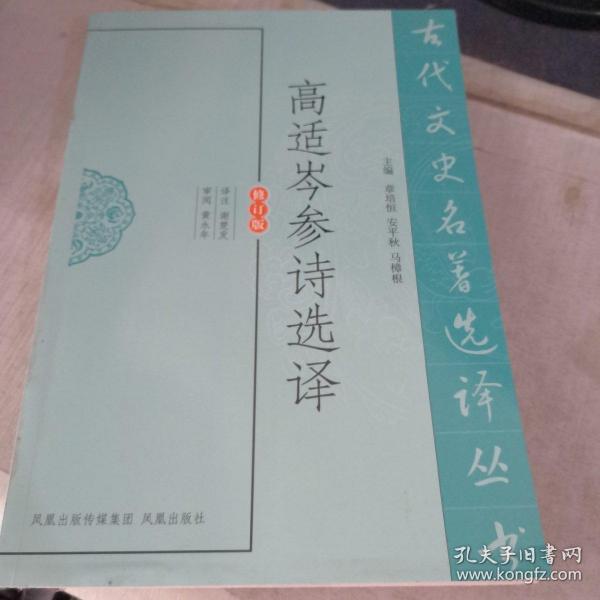 古代文史名著选译丛书
主编 章培恒 安平秋 马樟根
高适岑参诗选译
修订版
译注 谢楚发
审阅 黄永年
凤凰出版传媒集团 凤凰出版社
孔夫子旧书网
www.kongfz.com